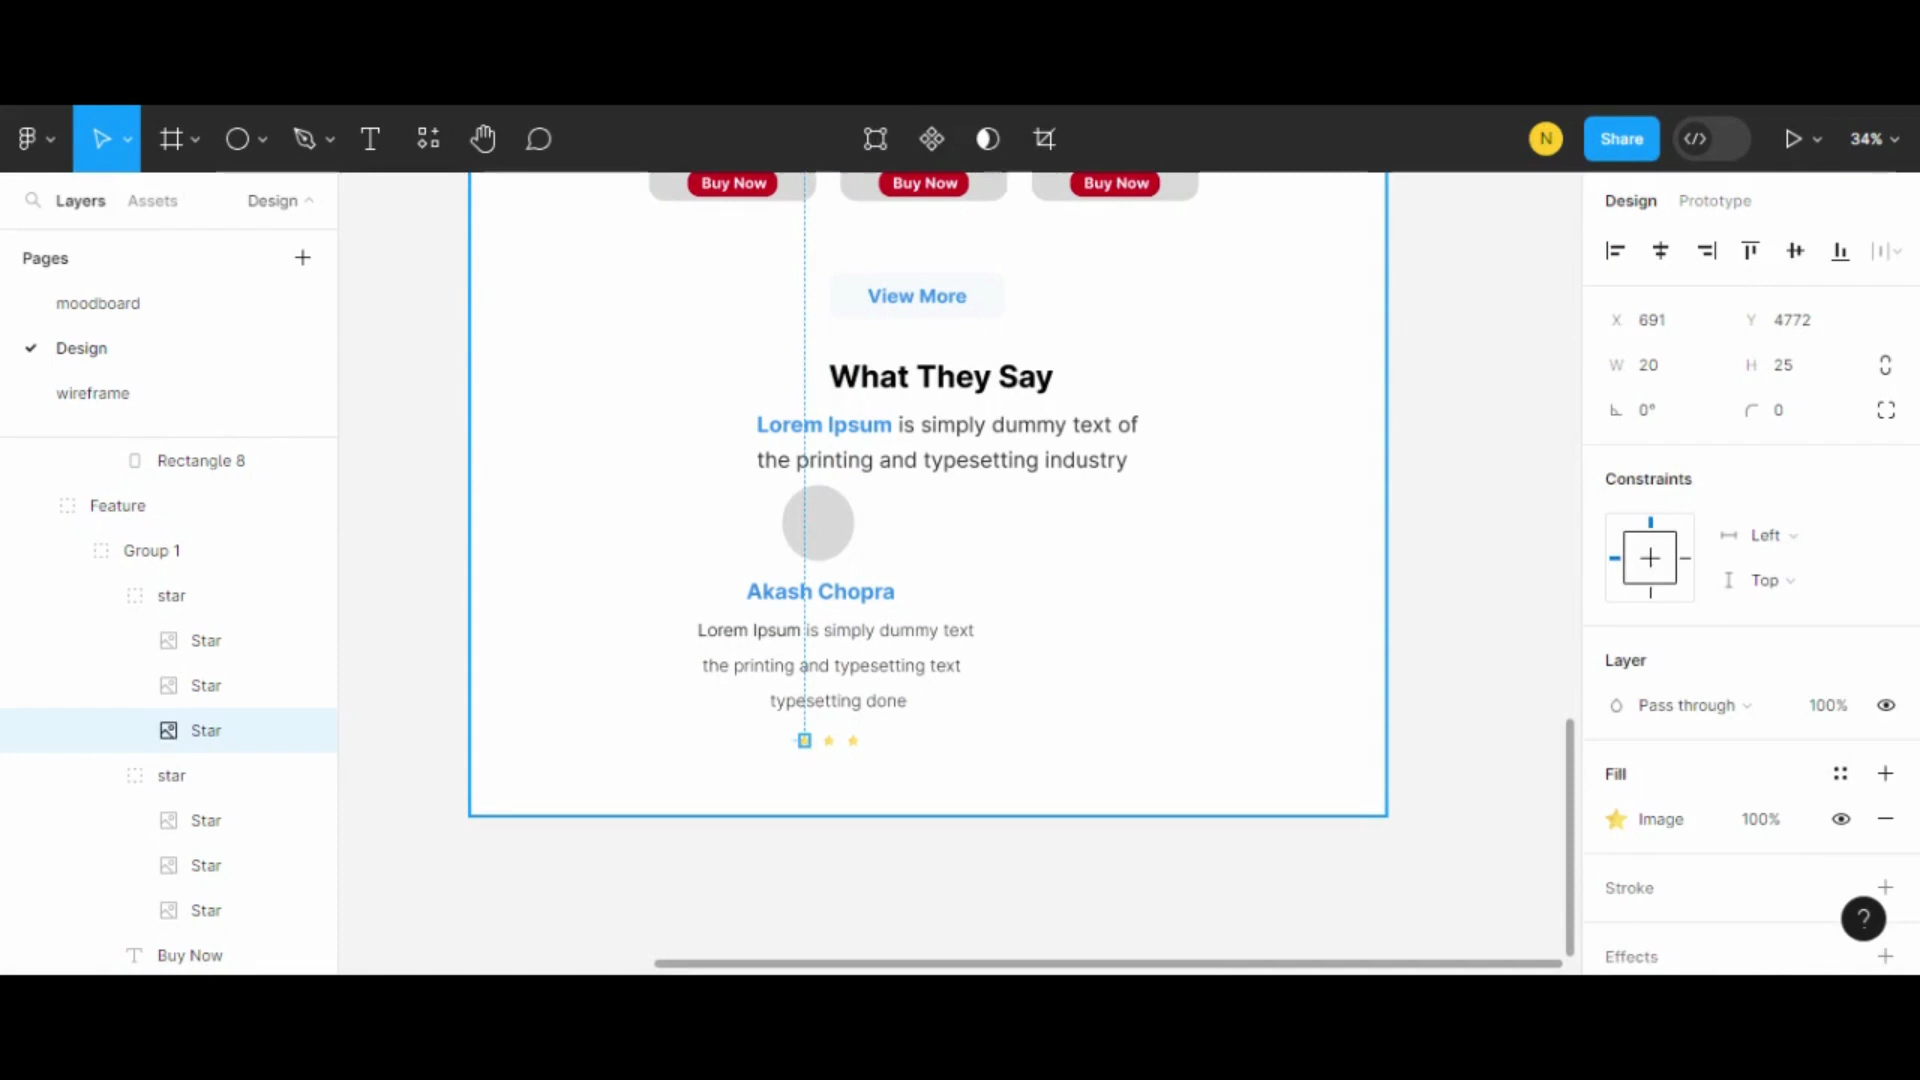 N
Share
34%
Layers
Assets
Design
Pages
moodboard
Design
wireframe
Rectangle 8
Feature
Group 1
star
Star
Star
Star
star
Star
Star
Star
Buy Now
Buy Now
Buy Now
Buy Now
View More
What They Say
Lorem Ipsum is simply dummy text of
the printing and typesetting industry
Akash Chopra
Lorem Ipsum is simply dummy text
the printing and typesetting text
typesetting done
Design
Prototype
X 691
Y 4772
W 20
H 25
0°
0
Constraints
Left
Top
Layer
Pass through
100%
Fill
Image
100%
Stroke
?
Effects